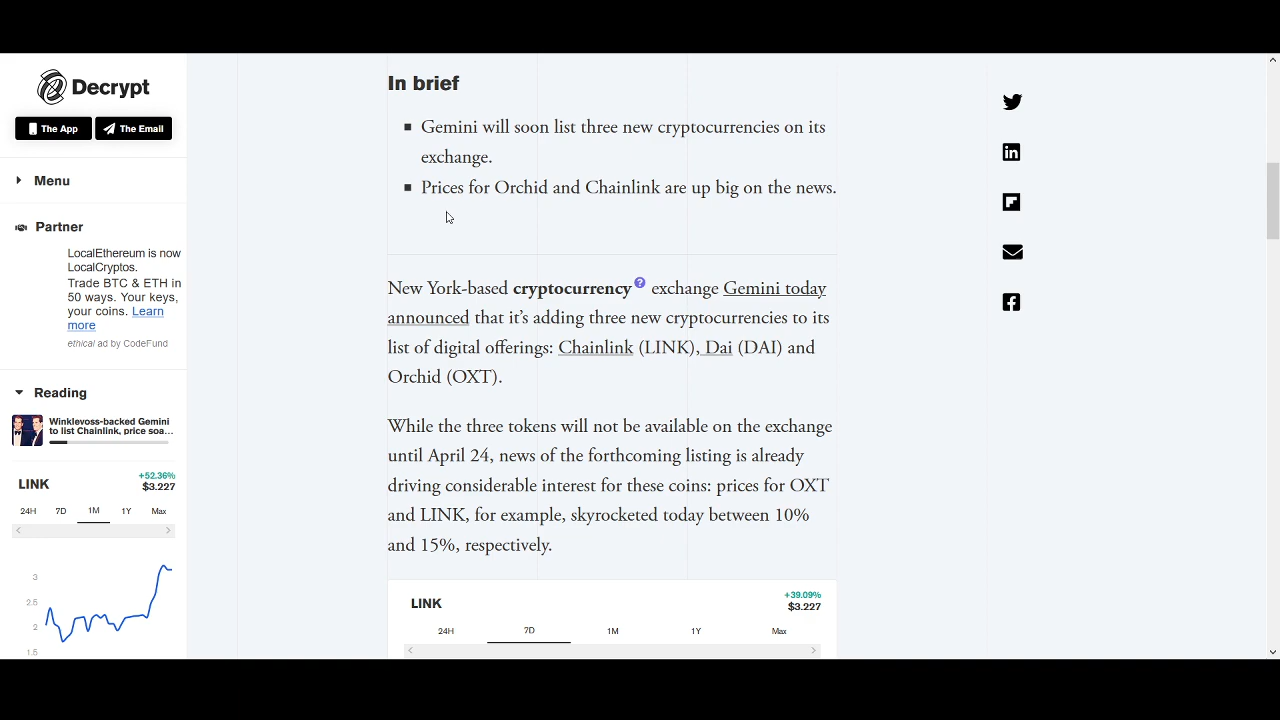 Decrypt
The App
The Email
Menu
Partner
LocalEthereum is now
LocalCryptos.
Trade BTC & ETH in
50 ways. Your keys,
your coins. Learn
more
ethical ad by CodeFund
Reading
Winklevoss-backed Gemini
to list Chainlink, price soa...
LINK
+52.36%
$3.227
24H 7D 1M 1Y Max
3
2.5
2
1.5
In brief
Gemini will soon list three new cryptocurrencies on its
exchange.
Prices for Orchid and Chainlink are up big on the news.
New York-based cryptocurrency ? exchange Gemini today
announced that it’s adding three new cryptocurrencies to its
list of digital offerings: Chainlink (LINK), Dai (DAI) and
Orchid (OXT).
While the three tokens will not be available on the exchange
until April 24, news of the forthcoming listing is already
driving considerable interest for these coins: prices for OXT
and LINK, for example, skyrocketed today between 10%
and 15%, respectively.
LINK
+39.09%
$3.227
24H 7D 1M 1Y Max